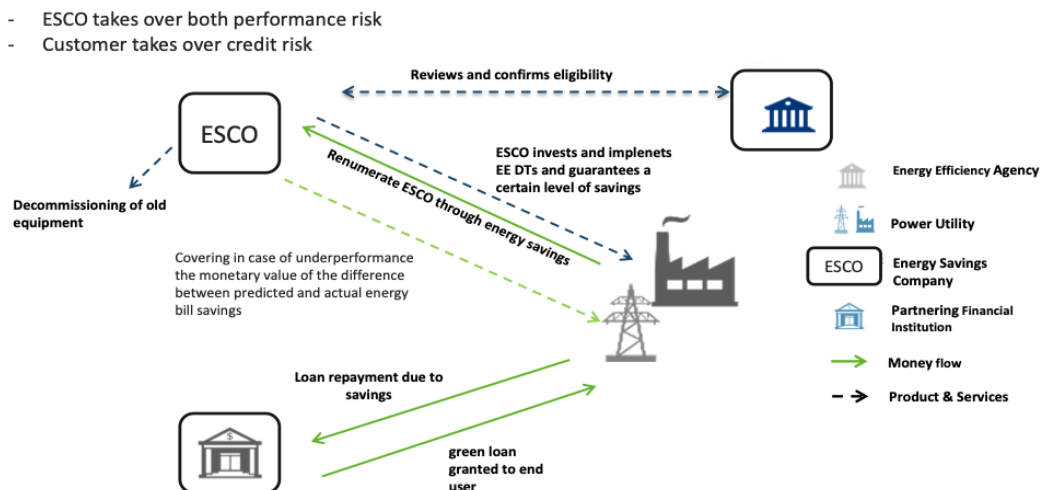 - ESCO takes over both performance risk
- Customer takes over credit risk
Reviews and confirms eligibility
ESCO
ESCO invests and implenets
EE DTs and guarantees a
certain level of savings
Renumerate ESCO through energy savings
Energy Efficiency Agency
Decommissioning of old
equipment
Power Utility
Covering in case of underperformance
the monetary value of the difference
between predicted and actual energy
bill savings
ESCO
Energy Savings
Company
Partnering Financial
Institution
Loan repayment due to
savings
Money flow
Product & Services
$
green loan
granted to end
user